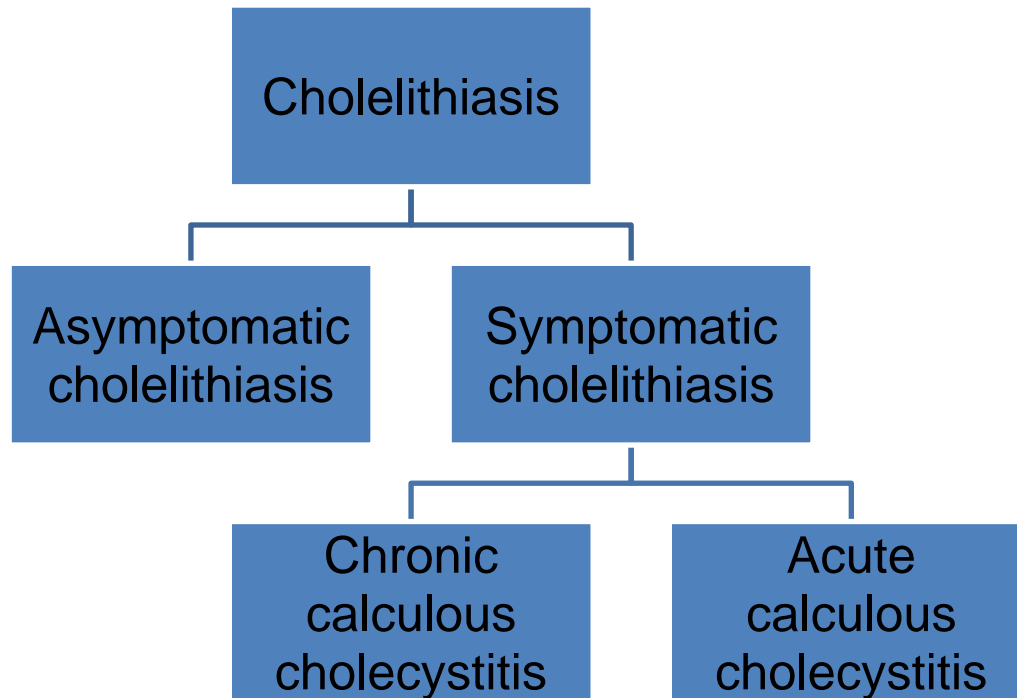 Cholelithiasis
Asymptomatic
cholelithiasis
Symptomatic
cholelithiasis
Chronic
calculous
cholecystitis
Acute
calculous
cholecystitis